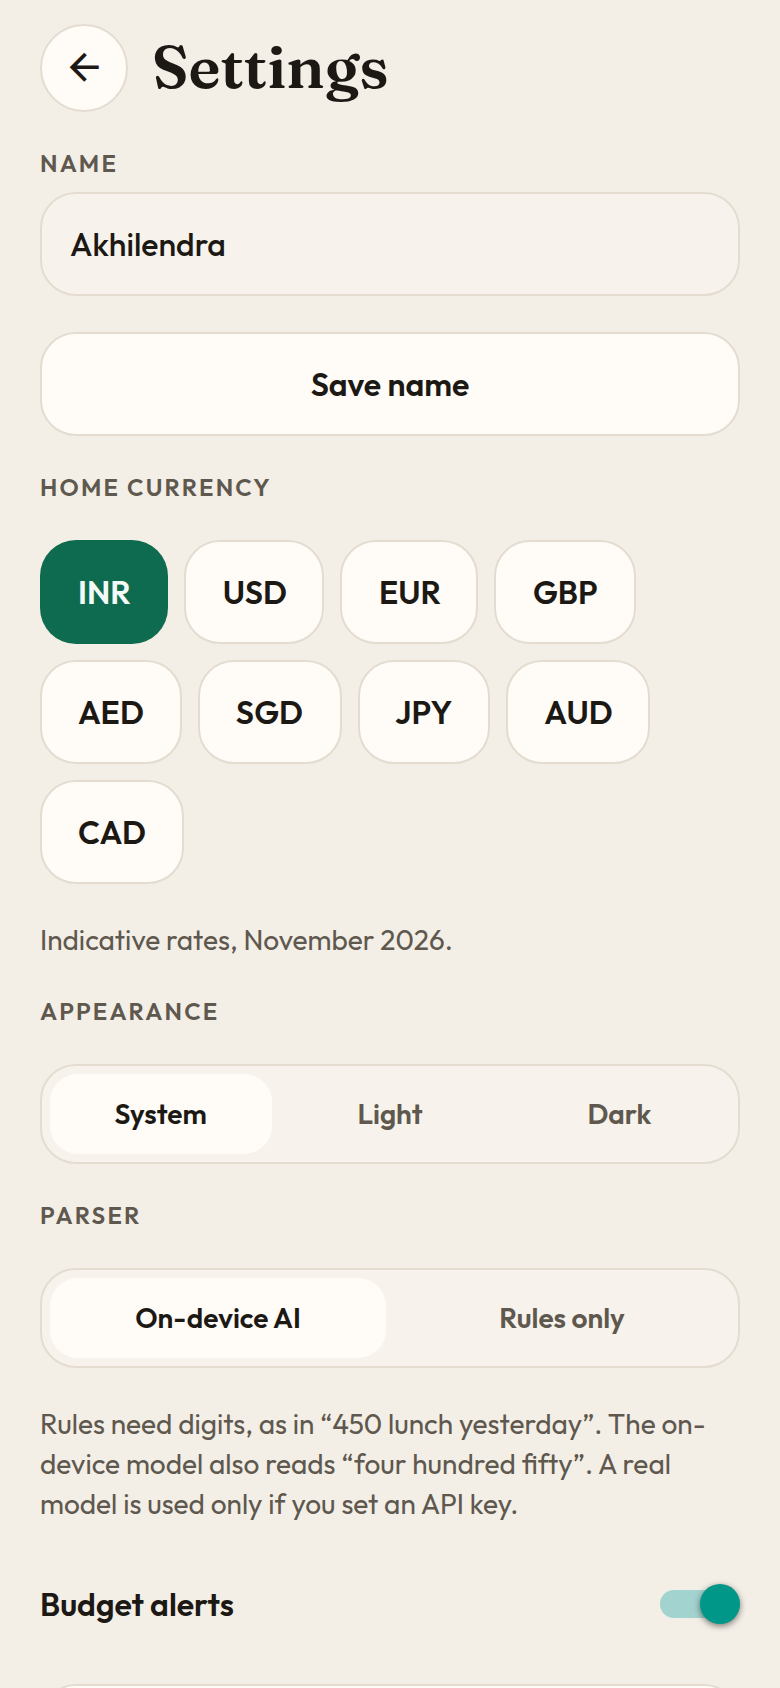 Settings
NAME
Akhilendra
Save name
HOME CURRENCY
INR USD EUR GBP
AED SGD JPY AUD
CAD
Indicative rates, November 2026.
APPEARANCE
System Light Dark
PARSER
On-device AI Rules only
Rules need digits, as in “450 lunch yesterday”. The on-
device model also reads “four hundred fifty”. A real
model is used only if you set an API key.
Budget alerts